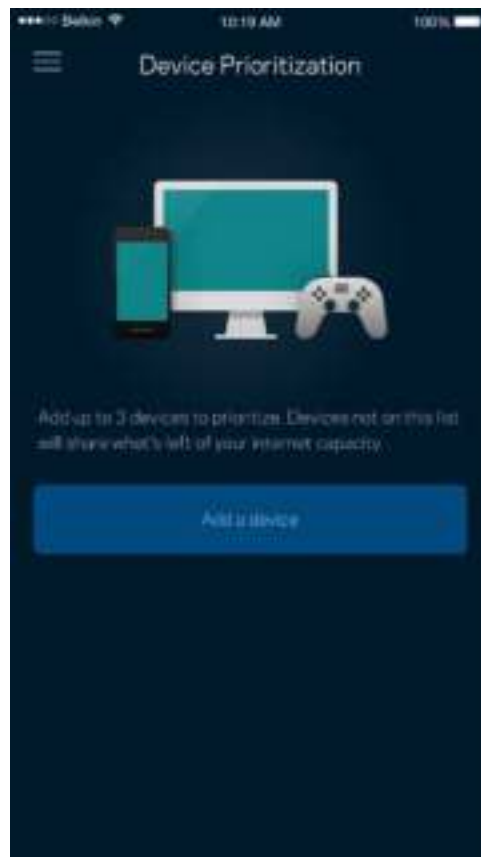 Belkin 10:19 AM 100%
Device Prioritization
Add up to 3 devices to prioritize. Devices not on this list
will share what's left of your internet capacity.
Add a device